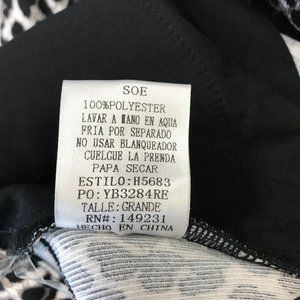 SOE
100%POLYESTER
LAVAR A MANO EN AQUA
FRIA POR SEPARADO
NO USAR BLANQUEADOR
CUELGUE LA PRENDA
PAPA SECAR
ESTILO:H5683
PO:YB3284RE
TALLE:GRANDE
RN#:149231
HECHO EN CHINA